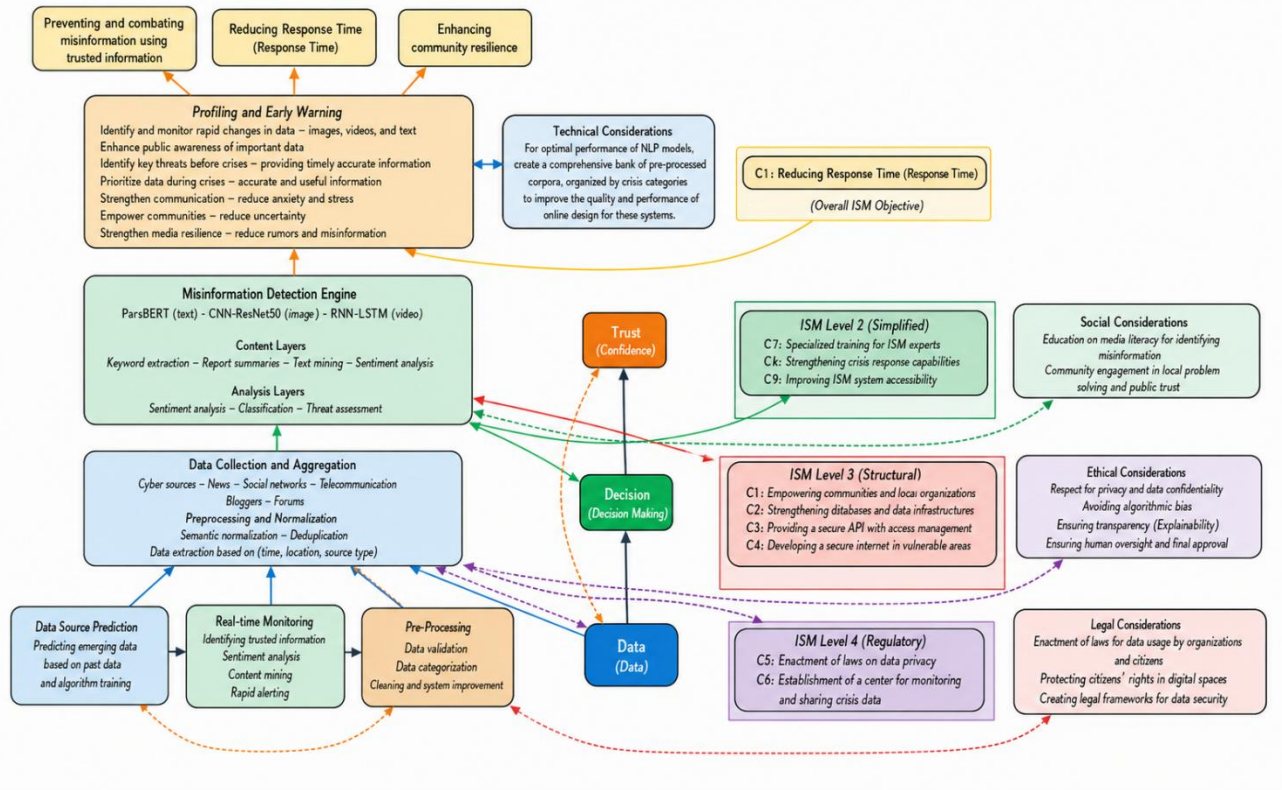 Preventing and combating
misinformation using
trusted information
Reducing Response Time
(Response Time)
Enhancing
community resilience
Profiling and Early Warning
Identify and monitor rapid changes in data – images, videos, and text
Enhance public awareness of important data
Identify key threats before crises – providing timely accurate information
Prioritize data during crises – accurate and useful information
Strengthen communication – reduce anxiety and stress
Empower communities – reduce uncertainty
Strengthen media resilience – reduce rumors and misinformation
Technical Considerations
For optimal performance of NLP models,
create a comprehensive bank of pre-processed
corpora, organized by crisis categories
to improve the quality and performance of
online design for these systems.
C1: Reducing Response Time (Response Time)
(Overall ISM Objective)
Misinformation Detection Engine
ParsBERT (text) - CNN-ResNet50 (image) - RNN-LSTM (video)
Content Layers
Keyword extraction – Report summaries – Text mining – Sentiment analysis
Analysis Layers
Sentiment analysis – Classification – Threat assessment
Trust
(Confidence)
ISM Level 2 (Simplified)
C7: Specialized training for ISM experts
Ck: Strengthening crisis response capabilities
C9: Improving ISM system accessibility
Social Considerations
Education on media literacy for identifying
misinformation
Community engagement in local problem
solving and public trust
Data Collection and Aggregation
Cyber sources – News – Social networks – Telecommunication
Bloggers – Forums
Preprocessing and Normalization
Semantic normalization – Deduplication
Data extraction based on (time, location, source type)
Decision
(Decision Making)
ISM Level 3 (Structural)
C1: Empowering communities and local organizations
C2: Strengthening databases and data infrastructures
C3: Providing a secure API with access management
C4: Developing a secure internet in vulnerable areas
Ethical Considerations
Respect for privacy and data confidentiality
Avoiding algorithmic bias
Ensuring transparency (Explainability)
Ensuring human oversight and final approval
Data Source Prediction
Predicting emerging data
based on past data
and algorithm training
Real-time Monitoring
Identifying trusted information
Sentiment analysis
Content mining
Rapid alerting
Pre-Processing
Data validation
Data categorization
Cleaning and system improvement
Data
(Data)
ISM Level 4 (Regulatory)
C5: Enactment of laws on data privacy
C6: Establishment of a center for monitoring
and sharing crisis data
Legal Considerations
Enactment of laws for data usage by organizations
and citizens
Protecting citizens' rights in digital spaces
Creating legal frameworks for data security